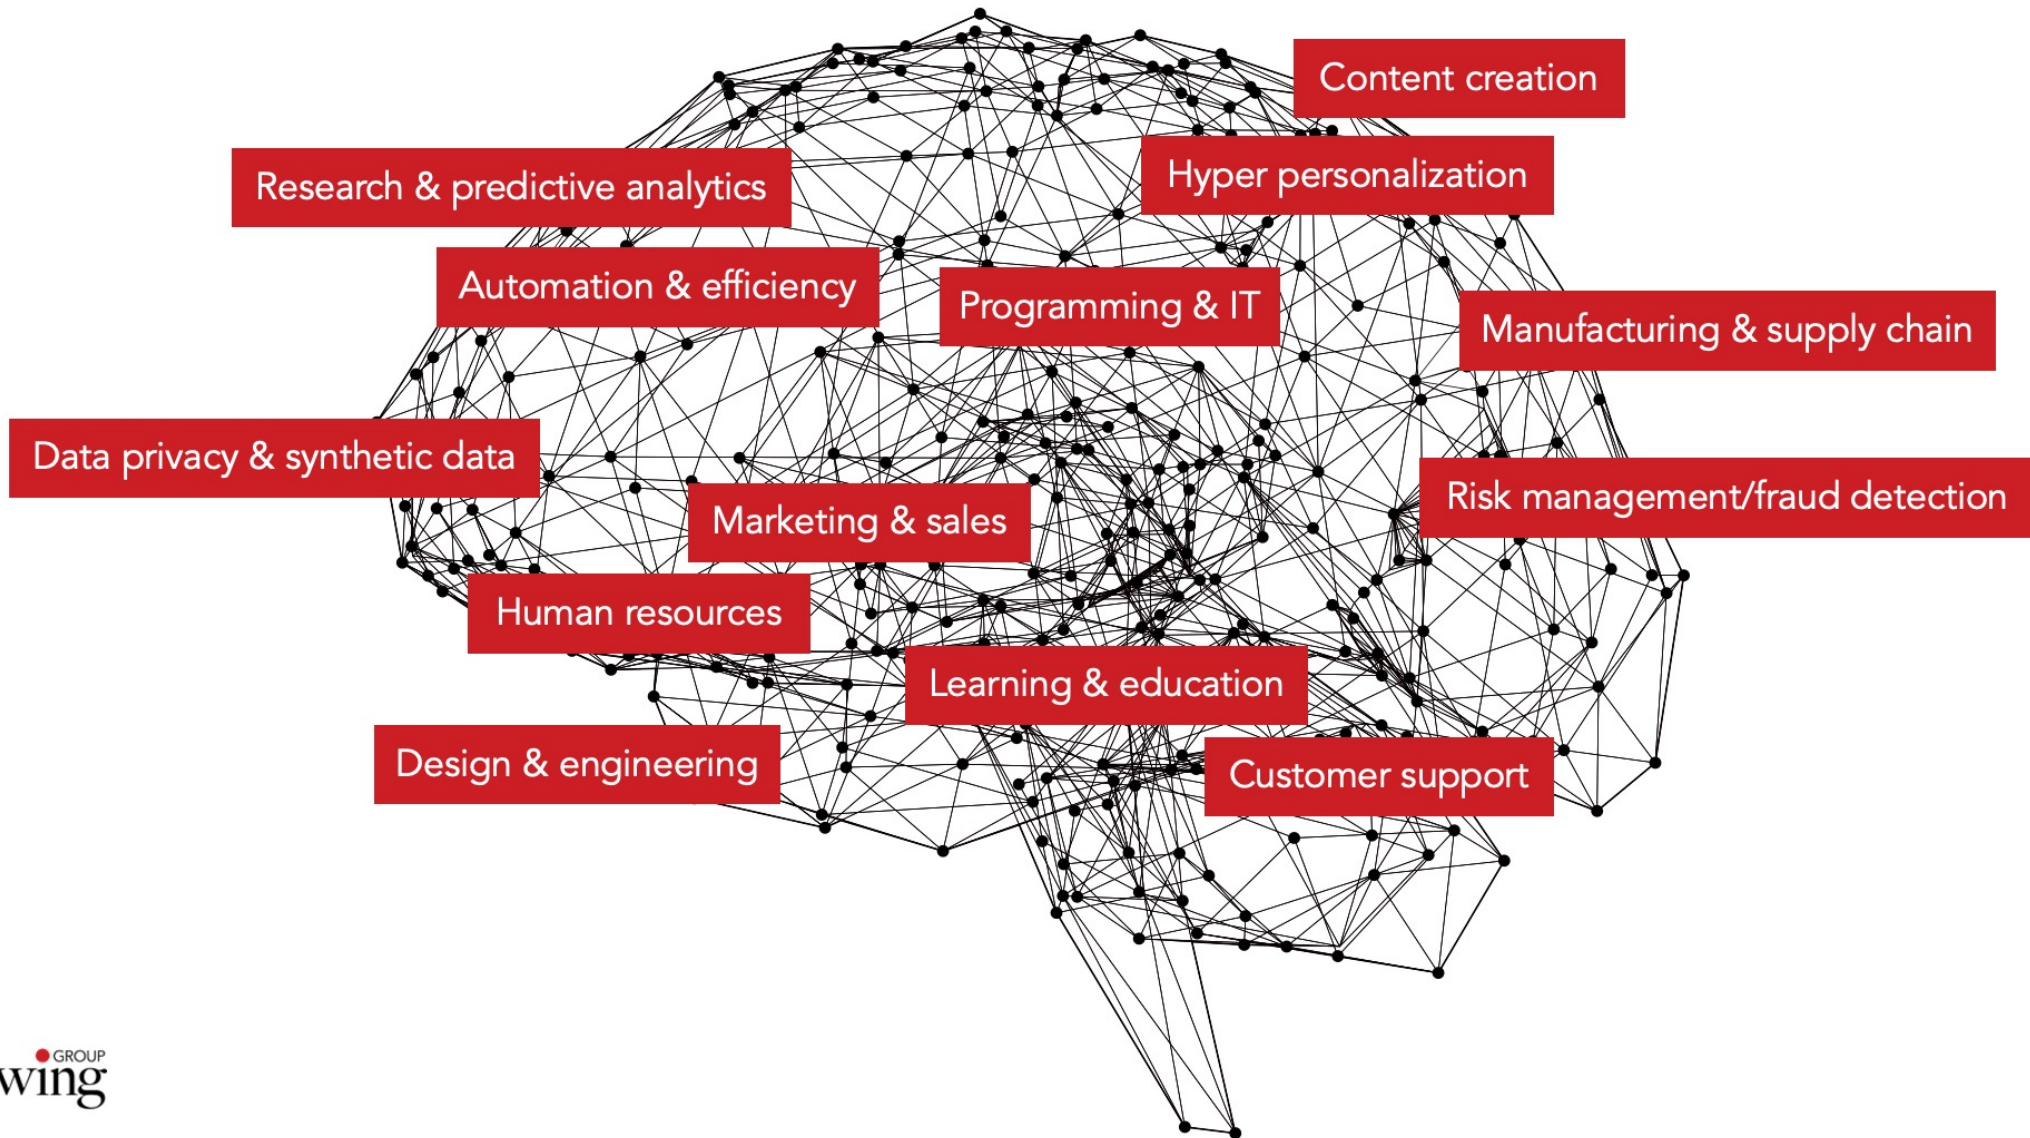 Content creation
Hyper personalization
Research & predictive analytics
Automation & efficiency
Programming & IT
Manufacturing & supply chain
Data privacy & synthetic data
Risk management/fraud detection
Marketing & sales
Human resources
Learning & education
Design & engineering
Customer support
GROUP
wing